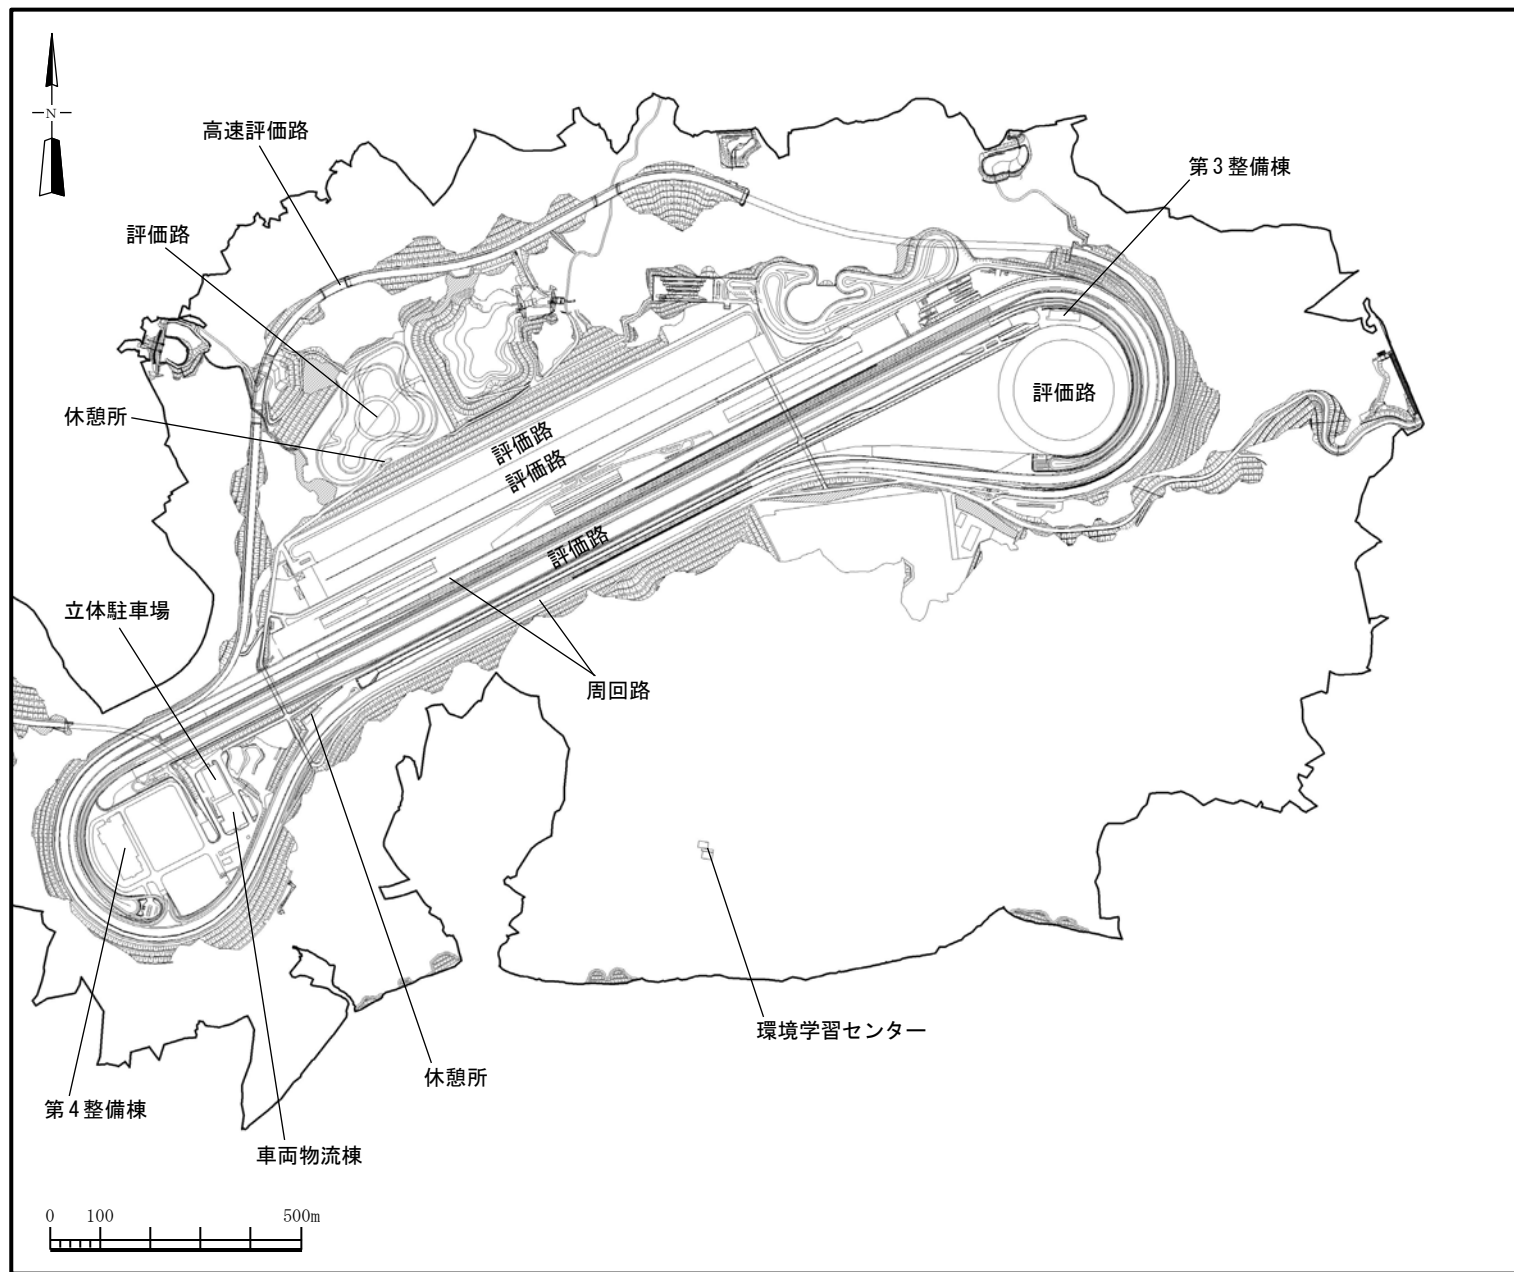 N
高速評価路
第3整備棟
評価路
評価路
休憩所
評価路
評価路
評価路
立体駐車場
周回路
環境学習センター
休憩所
第4整備棟
車両物流棟
0 100 500m